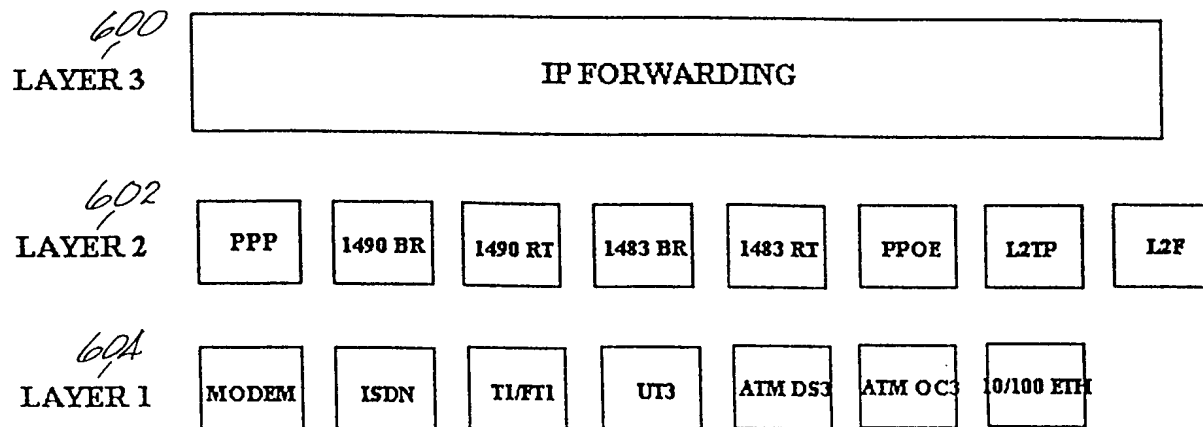 600
LAYER 3
IP FORWARDING
602
LAYER 2
PPP
1490 BR
1490 RT
1483 BR
1483 RT
PPOE
L2TP
L2F
604
LAYER 1
MODEM
ISDN
T1/FT1
UT3
ATM DS3
ATM OC3
10/100 ETH